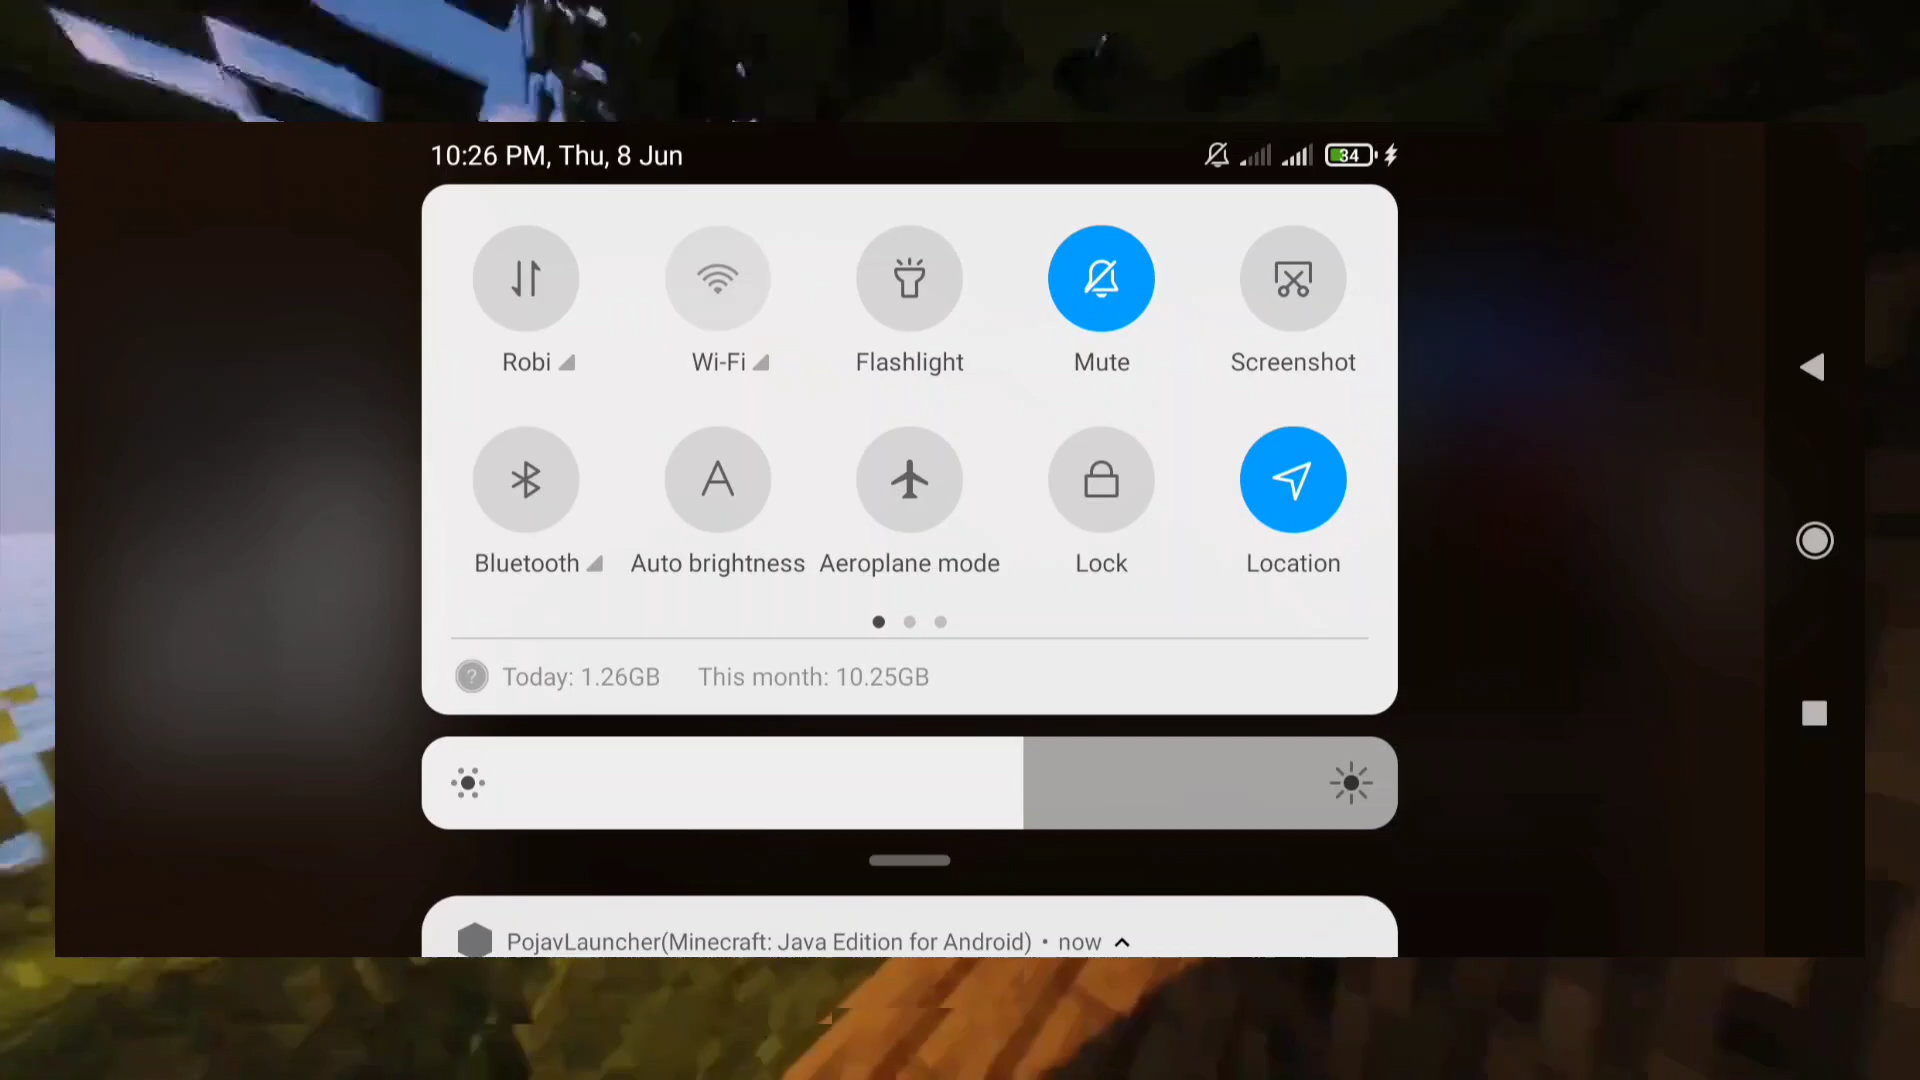 10:26 PM, Thu, 8 Jun
34
Robi
Wi-Fi
Flashlight
Mute
Screenshot
A
Bluetooth
Auto brightness
Aeroplane mode
Lock
Location
? Today: 1.26GB This month: 10.25GB
PojavLauncher(Minecraft: Java Edition for Android) • now